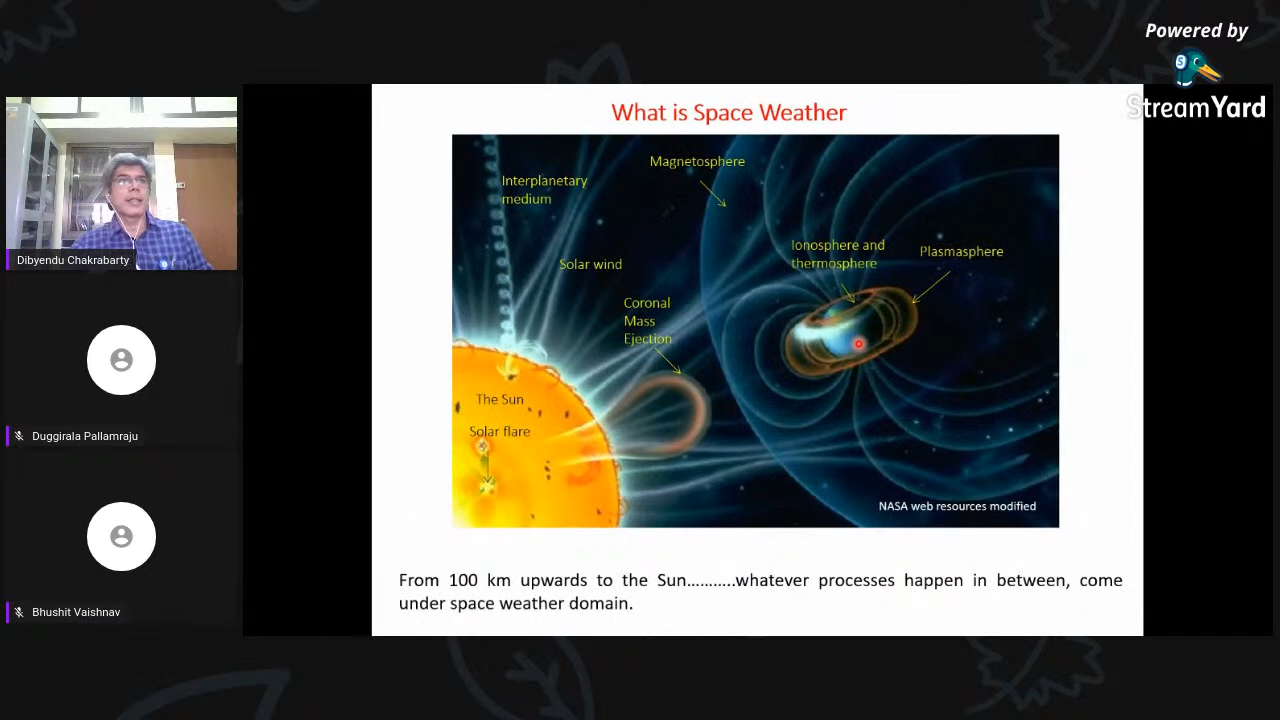 Powered by
StreamYard
What is Space Weather
Magnetosphere
Interplanetary
medium
Ionosphere and
thermosphere
Plasmasphere
Solar wind
Coronal
Mass
Ejection
The Sun
Solar flare
NASA web resources modified
From 100 km upwards to the Sun...........whatever processes happen in between, come
under space weather domain.
Dibyendu Chakrabarty
Duggirala Pallamraju
Bhushit Vaishnav